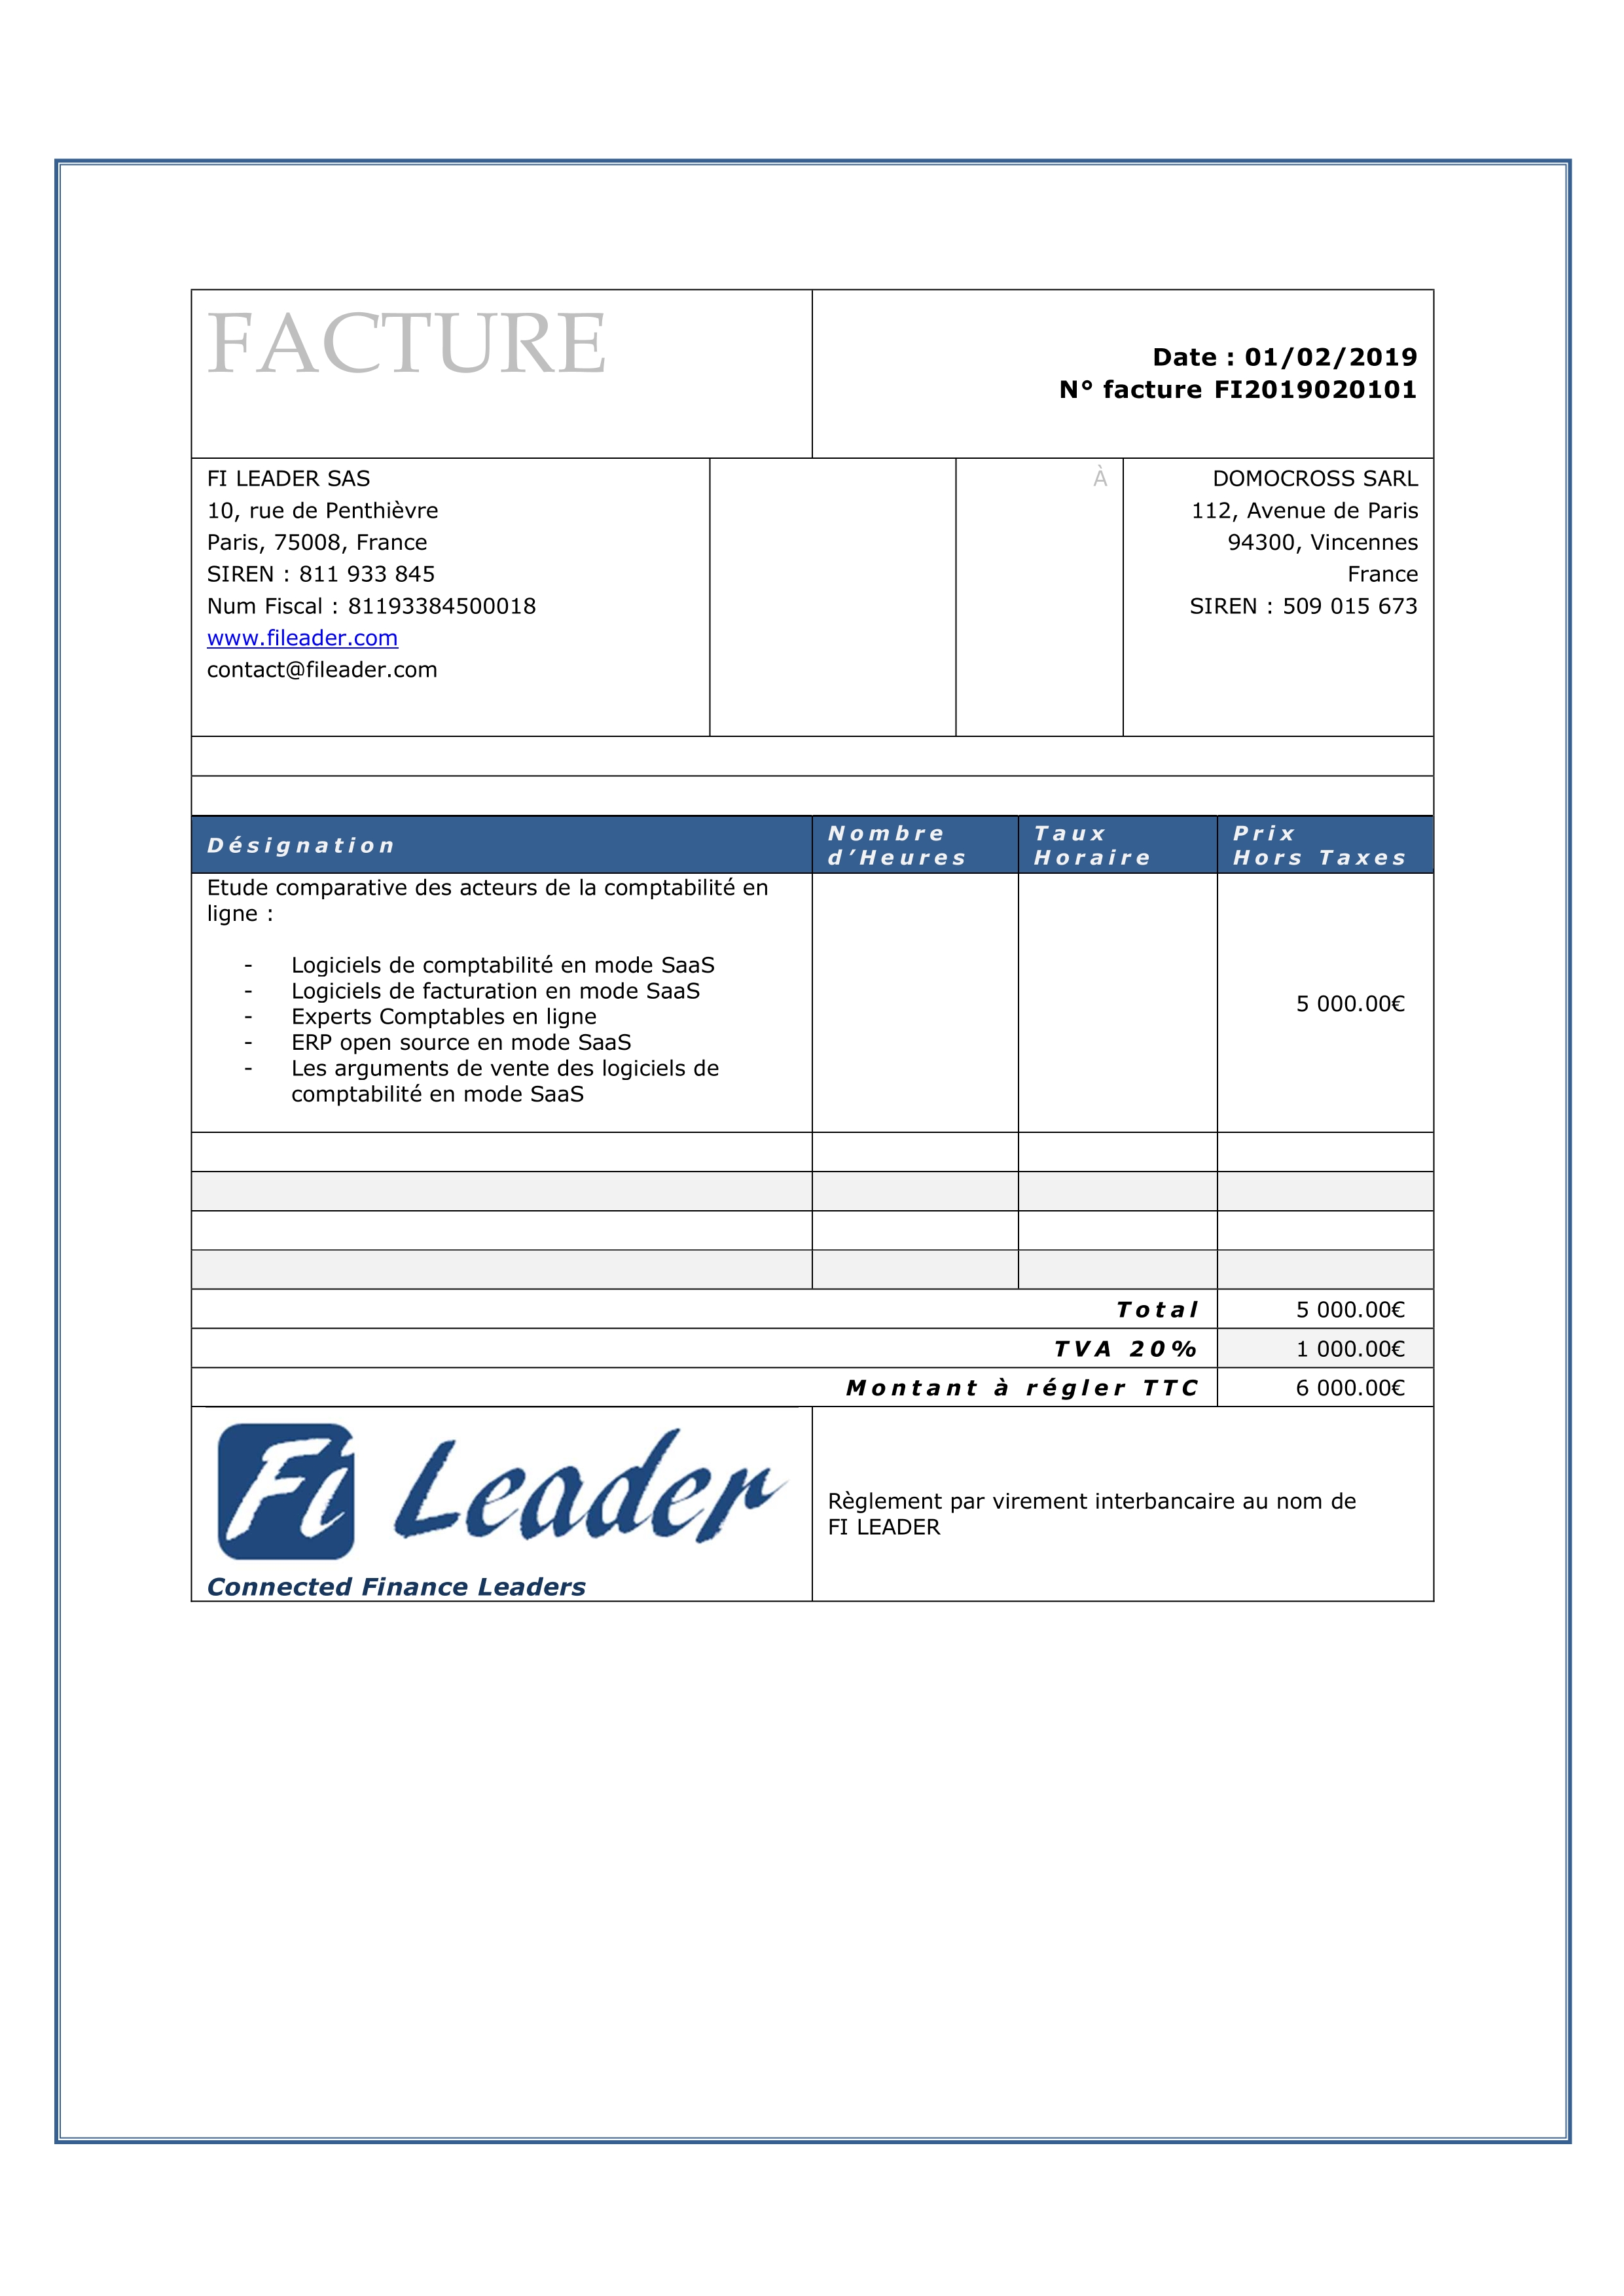 FACTURE
Date : 01/02/2019
N° facture FI2019020101
FI LEADER SAS
10, rue de Penthièvre
Paris, 75008, France
SIREN : 811 933 845
Num Fiscal : 81193384500018
www.fileader.com
contact@fileader.com
À
DOMOCROSS SARL
112, Avenue de Paris
94300, Vincennes
France
SIREN : 509 015 673
Désignation
Nombre
d’Heures
Taux
Horaire
Prix
Hors Taxes
Etude comparative des acteurs de la comptabilité en
ligne :
- Logiciels de comptabilité en mode SaaS
- Logiciels de facturation en mode SaaS
- Experts Comptables en ligne
- ERP open source en mode SaaS
- Les arguments de vente des logiciels de
comptabilité en mode SaaS
5 000.00€
Total 5 000.00€
TVA 20% 1 000.00€
Montant à régler TTC 6 000.00€
Fi Leader
Connected Finance Leaders
Règlement par virement interbancaire au nom de
FI LEADER